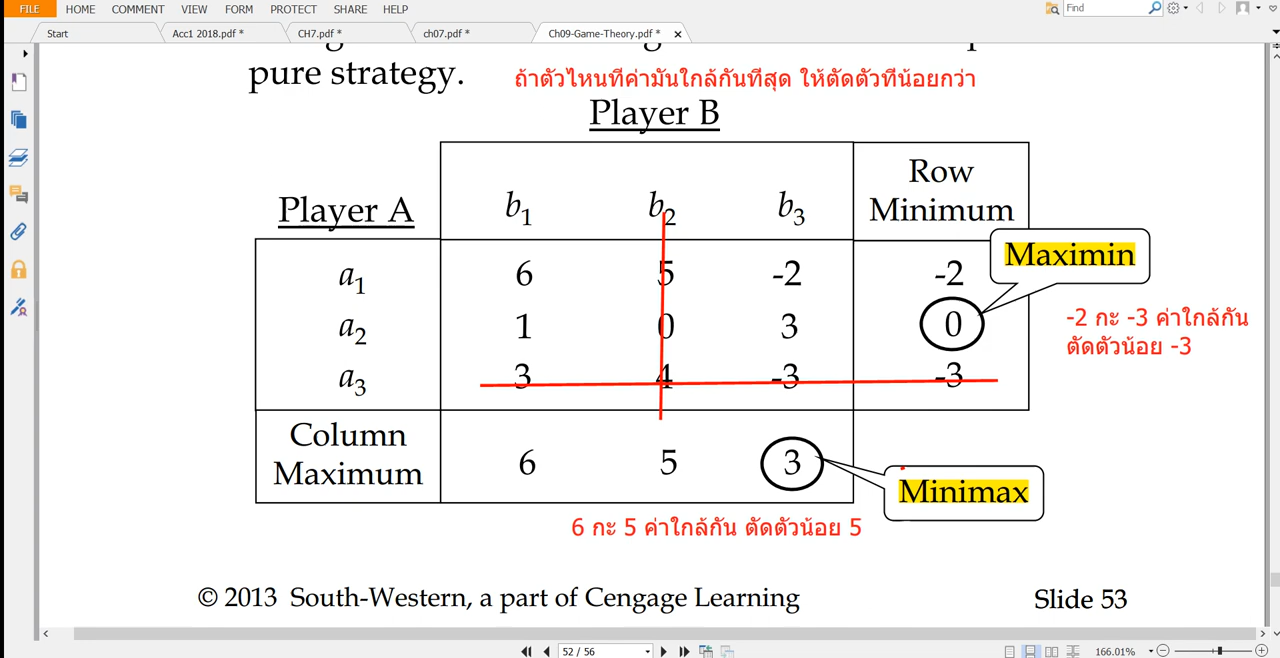 FILE HOME COMMENT VIEW FORM PROTECT SHARE HELP Find
Start Acc1 2018.pdf * CH7.pdf * ch07.pdf * Ch09-Game-Theory.pdf *
pure strategy. ถ้าตัวไหนที่ค่ามันใกล้กันที่สุด ให้ตัดตัวที่น้อยกว่า
Player B
Row
Player A b1 b2 b3 Minimum
Maximin
a1 6 5 -2 -2
a2 1 0 3 0
-2 กะ -3 ค่าใกล้กัน
ตัดตัวน้อย -3
a3 3 4 -3 -3
Column
Maximum 6 5 3
Minimax
6 กะ 5 ค่าใกล้กัน ตัดตัวน้อย 5
© 2013 South-Western, a part of Cengage Learning Slide 53
52 / 56 166.01%